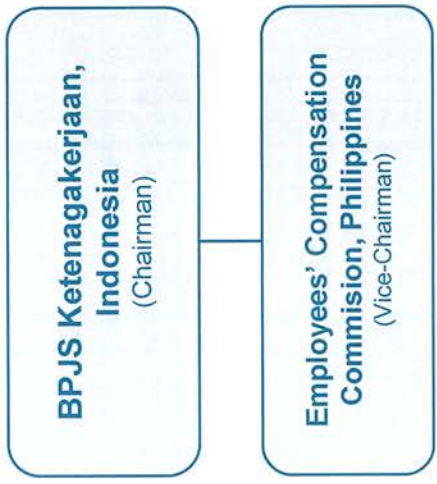 BPJS Ketenagakerjaan,
Indonesia
(Chairman)
Employees' Compensation
Commision, Philippines
(Vice-Chairman)